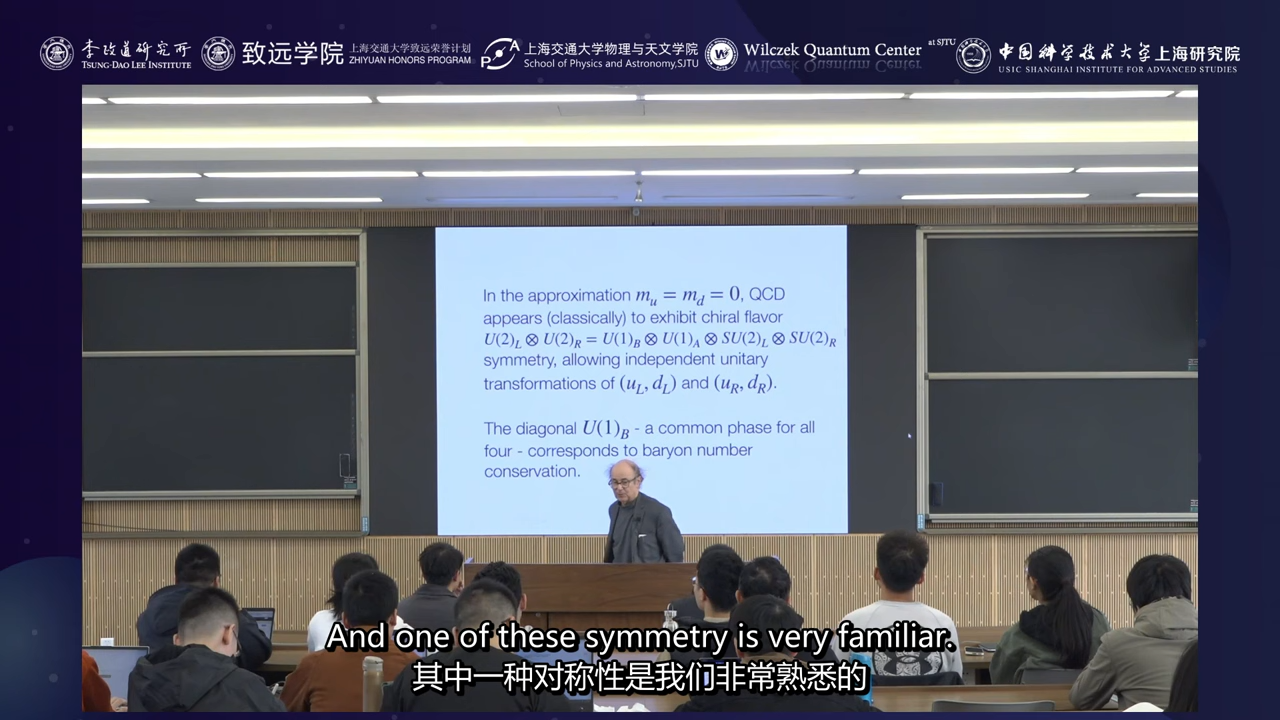 李政道研究所
TSUNG-DAO LEE INSTITUTE
致远学院
上海交通大学致远荣誉计划
ZHIYUAN HONORS PROGRAM
上海交通大学物理与天文学院
School of Physics and Astronomy,SJTU
Wilczek Quantum Center at SJTU
中国科学技术大学上海研究院
USTC SHANGHAI INSTITUTE FOR ADVANCED STUDIES
In the approximation m_u = m_d = 0, QCD
appears (classically) to exhibit chiral flavor
U(2)_L ⊗ U(2)_R = U(1)_B ⊗ U(1)_A ⊗ SU(2)_L ⊗ SU(2)_R
symmetry, allowing independent unitary
transformations of (u_L, d_L) and (u_R, d_R).
The diagonal U(1)_B - a common phase for all
four - corresponds to baryon number
conservation.
And one of these symmetry is very familiar.
其中一种对称性是我们非常熟悉的